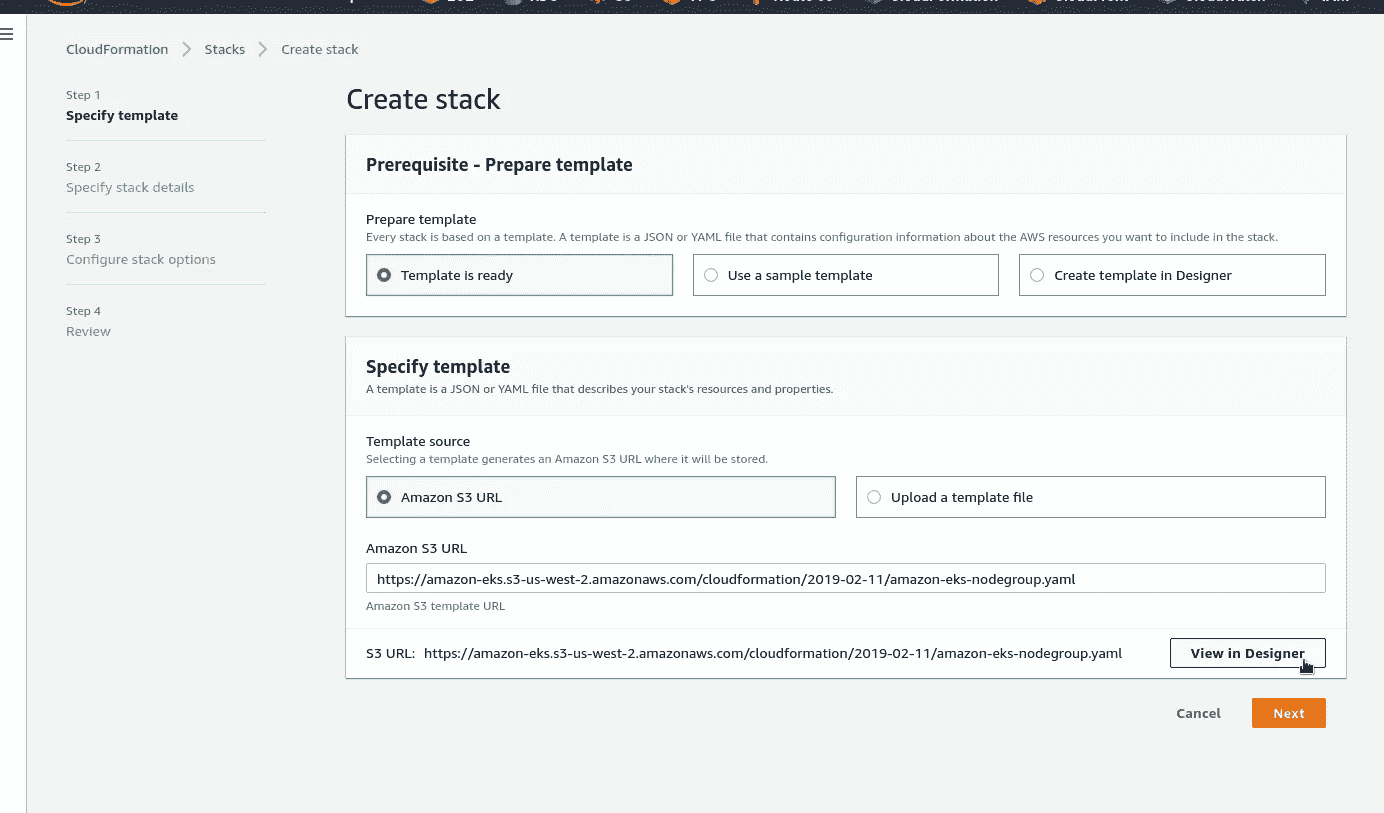 CloudFormation > Stacks > Create stack
Step 1
Specify template
Step 2
Specify stack details
Step 3
Configure stack options
Step 4
Review
Create stack
Prerequisite - Prepare template
Prepare template
Every stack is based on a template. A template is a JSON or YAML file that contains configuration information about the AWS resources you want to include in the stack.
Template is ready
Use a sample template
Create template in Designer
Specify template
A template is a JSON or YAML file that describes your stack's resources and properties.
Template source
Selecting a template generates an Amazon S3 URL where it will be stored.
Amazon S3 URL
Upload a template file
Amazon S3 URL
https://amazon-eks.s3-us-west-2.amazonaws.com/cloudformation/2019-02-11/amazon-eks-nodegroup.yaml
Amazon S3 template URL
S3 URL: https://amazon-eks.s3-us-west-2.amazonaws.com/cloudformation/2019-02-11/amazon-eks-nodegroup.yaml
View in Designer
Cancel
Next